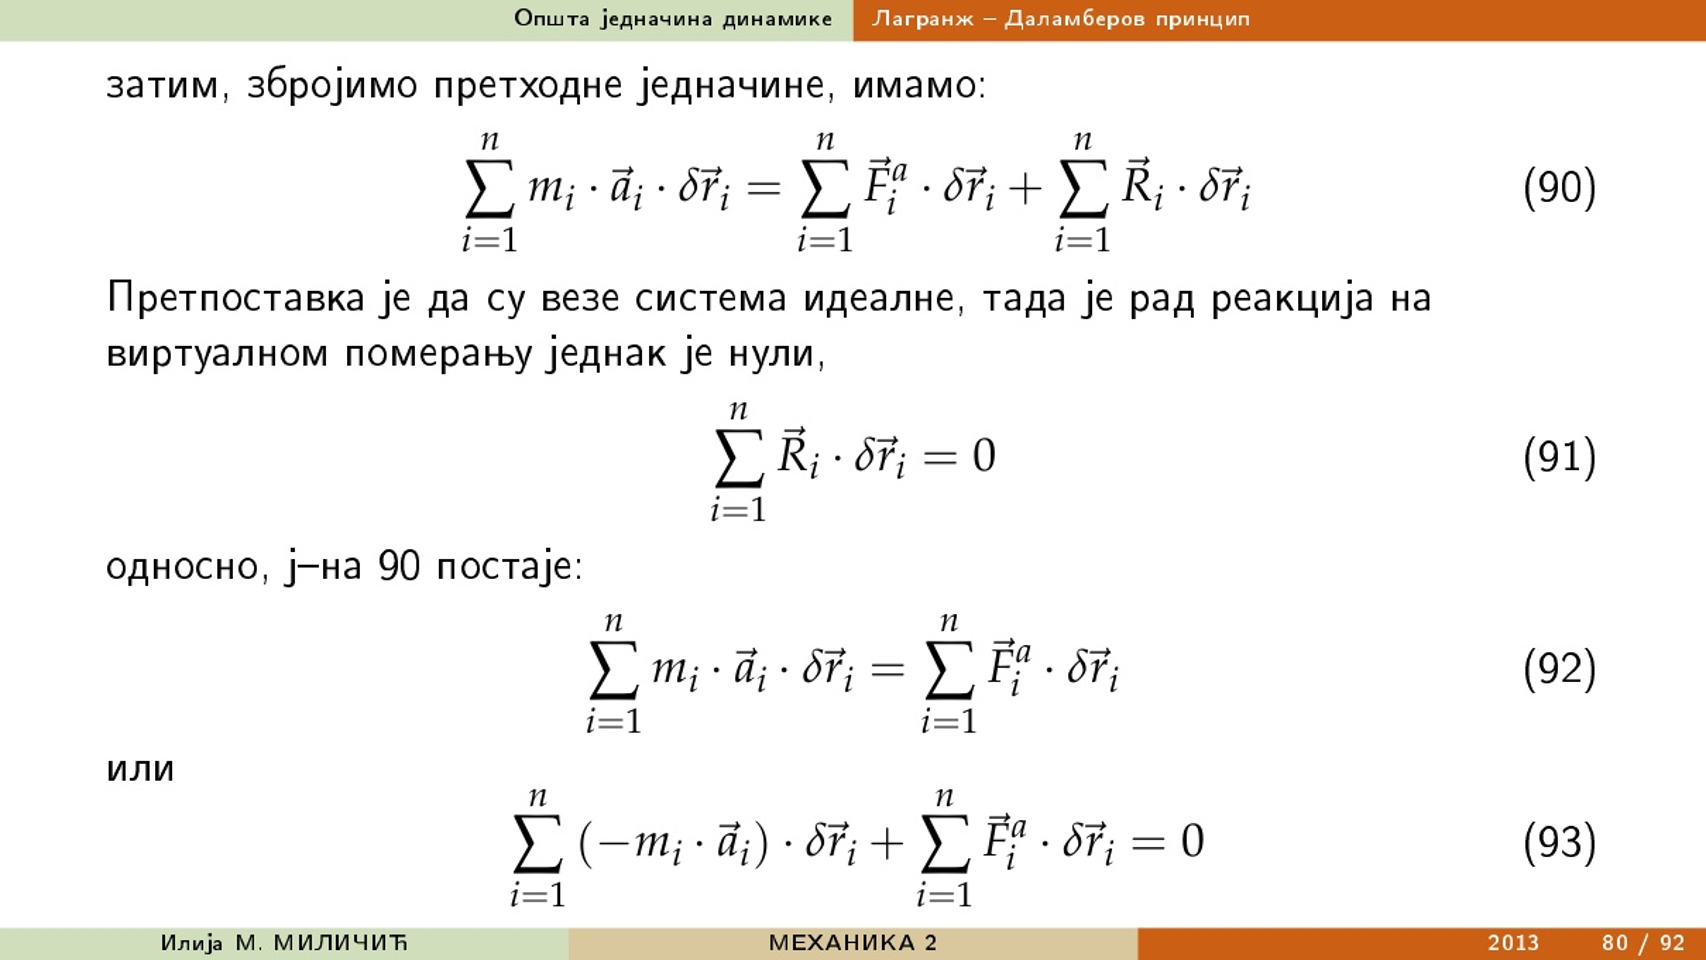 Општа једначина динамике Лагранж – Даламберов принцип
затим, збројимо претходне једначине, имамо:
$$\sum_{i=1}^{n} m_i \cdot \vec{a}_i \cdot \delta\vec{r}_i = \sum_{i=1}^{n} \vec{F}_i^a \cdot \delta\vec{r}_i + \sum_{i=1}^{n} \vec{R}_i \cdot \delta\vec{r}_i$$ (90)
Претпоставка је да су везе система идеалне, тада је рад реакција на
виртуалном померању једнак је нули,
$$\sum_{i=1}^{n} \vec{R}_i \cdot \delta\vec{r}_i = 0$$ (91)
односно, ј–на 90 постаје:
$$\sum_{i=1}^{n} m_i \cdot \vec{a}_i \cdot \delta\vec{r}_i = \sum_{i=1}^{n} \vec{F}_i^a \cdot \delta\vec{r}_i$$ (92)
или
$$\sum_{i=1}^{n} (-m_i \cdot \vec{a}_i) \cdot \delta\vec{r}_i + \sum_{i=1}^{n} \vec{F}_i^a \cdot \delta\vec{r}_i = 0$$ (93)
Илија М. МИЛИЧИЋ МЕХАНИКА 2 2013 80 / 92